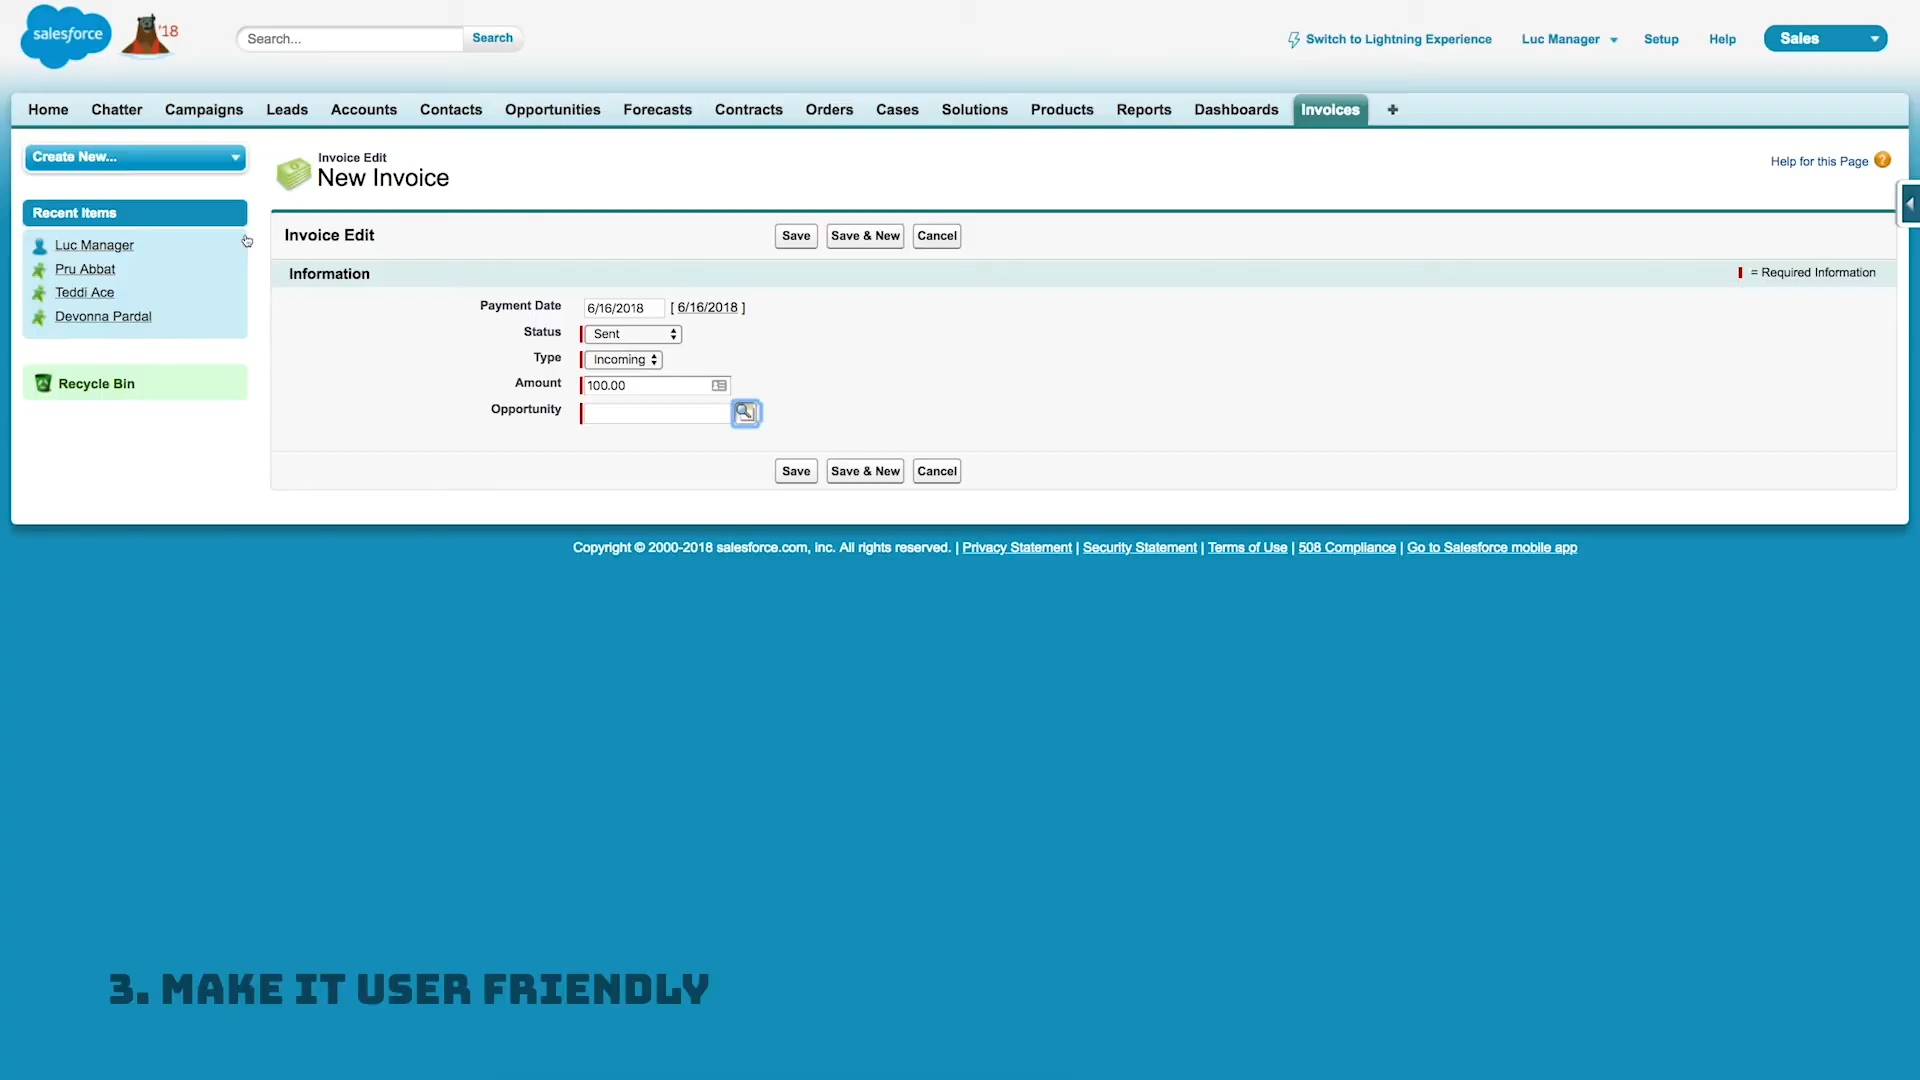 salesforce '18 Search... Search Switch to Lightning Experience Luc Manager Setup Help Sales
Home Chatter Campaigns Leads Accounts Contacts Opportunities Forecasts Contracts Orders Cases Solutions Products Reports Dashboards Invoices +
Create New...
Invoice Edit
New Invoice
Help for this Page ?
Recent Items
Luc Manager
Pru Abbat
Teddi Ace
Devonna Pardal
Recycle Bin
Invoice Edit Save Save & New Cancel
Information = Required Information
Payment Date 6/16/2018 [ 6/16/2018 ]
Status Sent
Type Incoming
Amount 100.00
Opportunity
Save Save & New Cancel
Copyright © 2000-2018 salesforce.com, inc. All rights reserved. | Privacy Statement | Security Statement | Terms of Use | 508 Compliance | Go to Salesforce mobile app
3. MAKE IT USER FRIENDLY